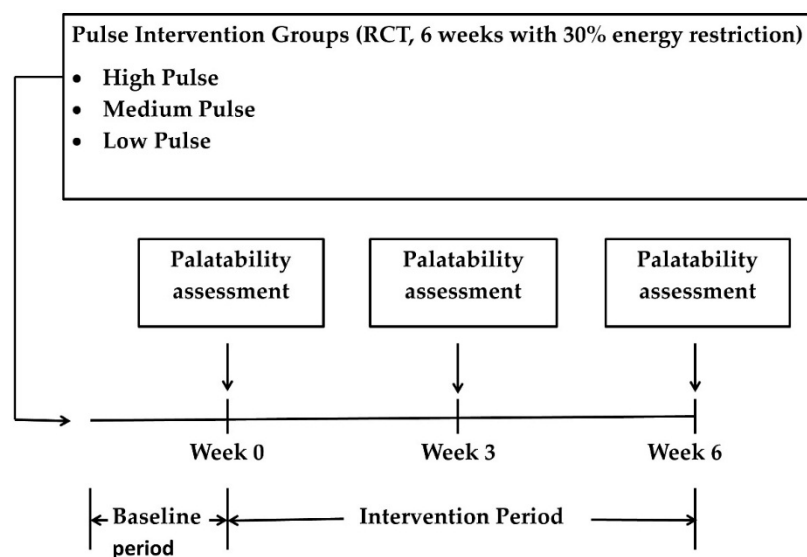 Pulse Intervention Groups (RCT, 6 weeks with 30% energy restriction)
• High Pulse
• Medium Pulse
• Low Pulse
Palatability
assessment
Palatability
assessment
Palatability
assessment
Week 0
Week 3
Week 6
Baseline
period
Intervention Period